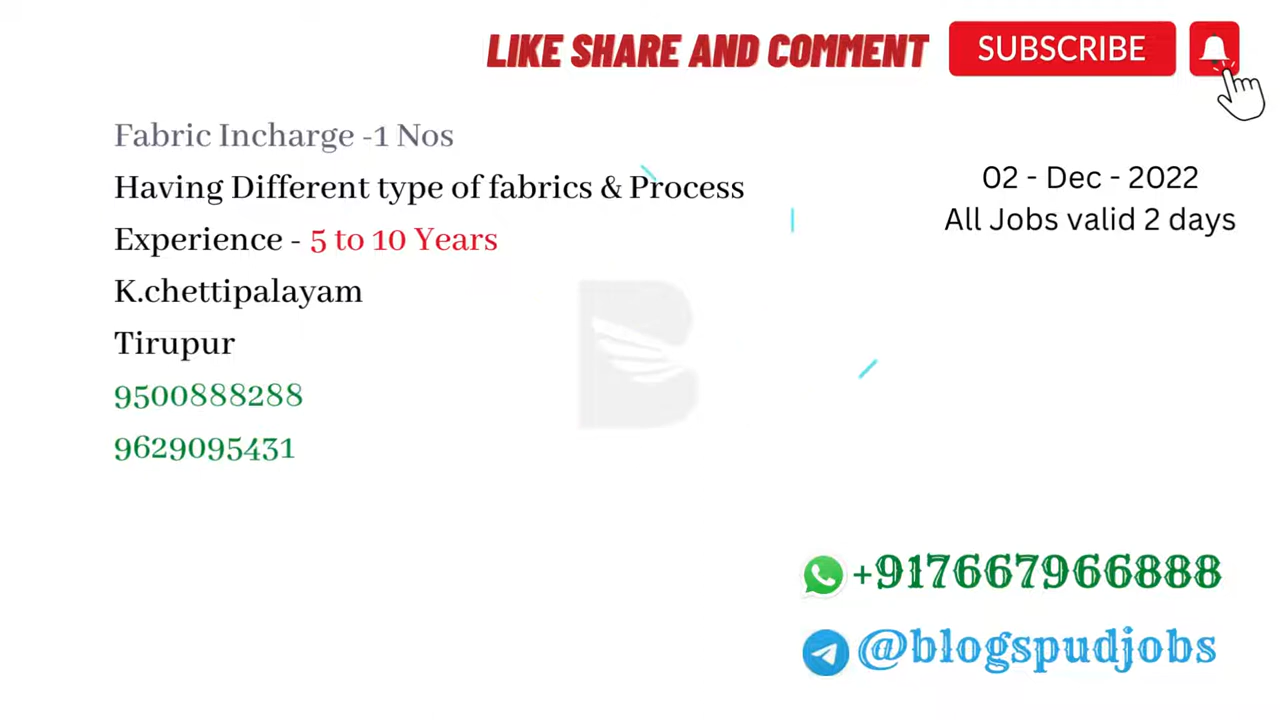 LIKE SHARE AND COMMENT
SUBSCRIBE
Fabric Incharge -1 Nos
Having Different type of fabrics & Process
Experience - 5 to 10 Years
K.chettipalayam
Tirupur
9500888288
9629095431
02 - Dec - 2022
All Jobs valid 2 days
+917667966888
@blogspudjobs